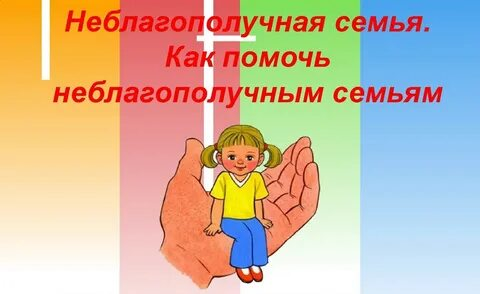 Неблагополучная семья.
Как помочь
неблагополучным семьям